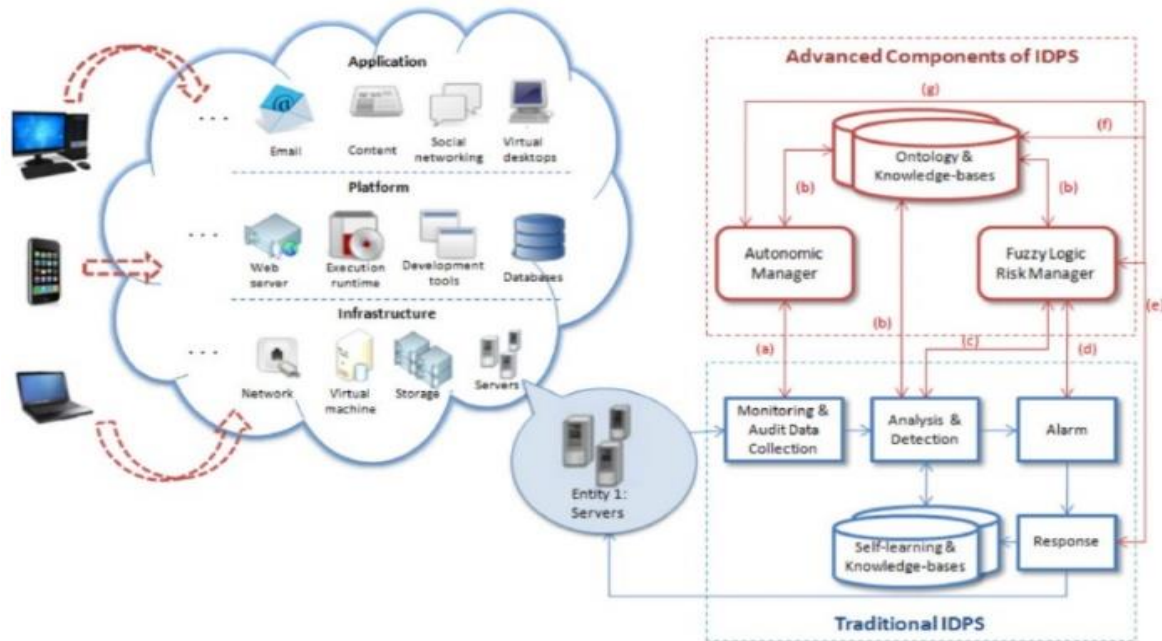 Application
...
@
Email
Content
Social
networking
Virtual
desktops
Platform
...
Web
server
Execution
runtime
Development
tools
Databases
Infrastructure
...
Network
Virtual
machine
Storage
Servers
Entity 1:
Servers
Advanced Components of IDPS
(g)
(f)
Ontology &
Knowledge-bases
(b)
(b)
Autonomic
Manager
Fuzzy Logic
Risk Manager
(e)
(b)
(a)
(c)
(d)
Monitoring &
Audit Data
Collection
Analysis &
Detection
Alarm
Self-learning &
Knowledge-bases
Response
Traditional IDPS